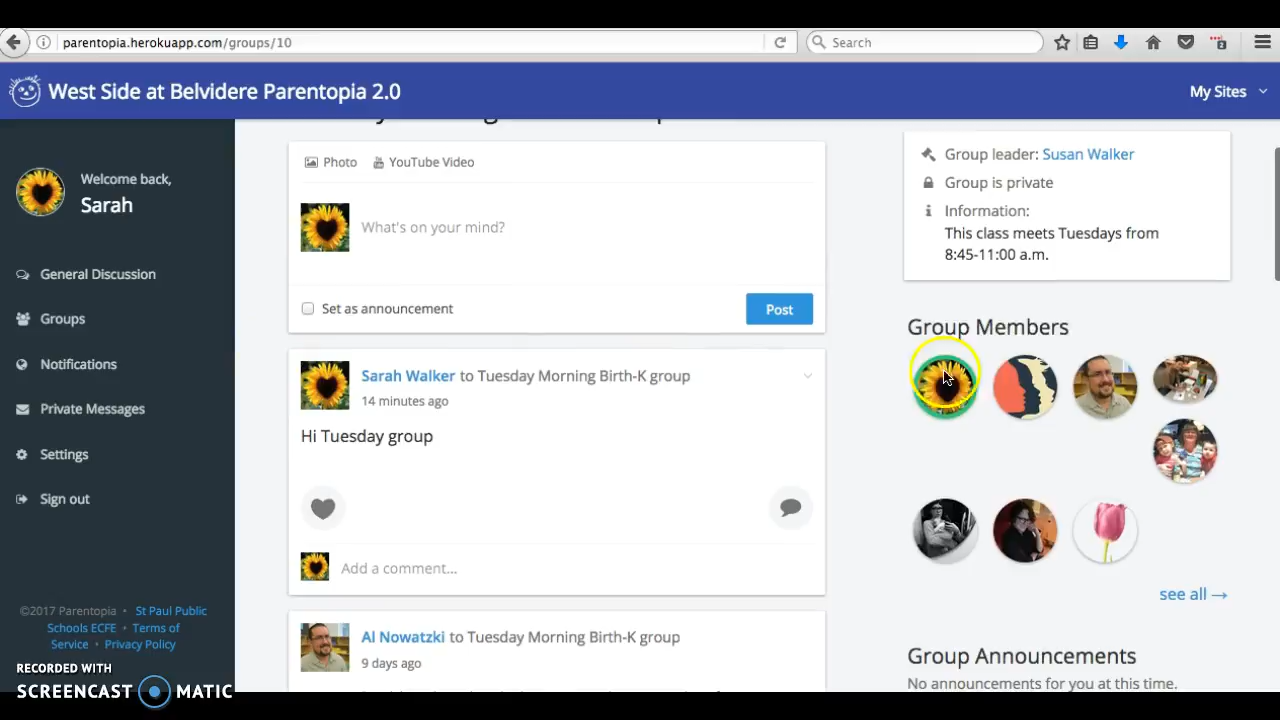 parentopia.herokuapp.com/groups/10
Search
West Side at Belvidere Parentopia 2.0
My Sites
Welcome back,
Sarah
General Discussion
Groups
Notifications
Private Messages
Settings
Sign out
©2017 Parentopia • St Paul Public
Schools ECFE • Terms of
Service • Privacy Policy
RECORDED WITH
SCREENCAST MATIC
Photo YouTube Video
What's on your mind?
Set as announcement
Post
Sarah Walker to Tuesday Morning Birth-K group
14 minutes ago
Hi Tuesday group
Add a comment...
Al Nowatzki to Tuesday Morning Birth-K group
9 days ago
Group leader: Susan Walker
Group is private
Information:
This class meets Tuesdays from
8:45-11:00 a.m.
Group Members
see all →
Group Announcements
No announcements for you at this time.